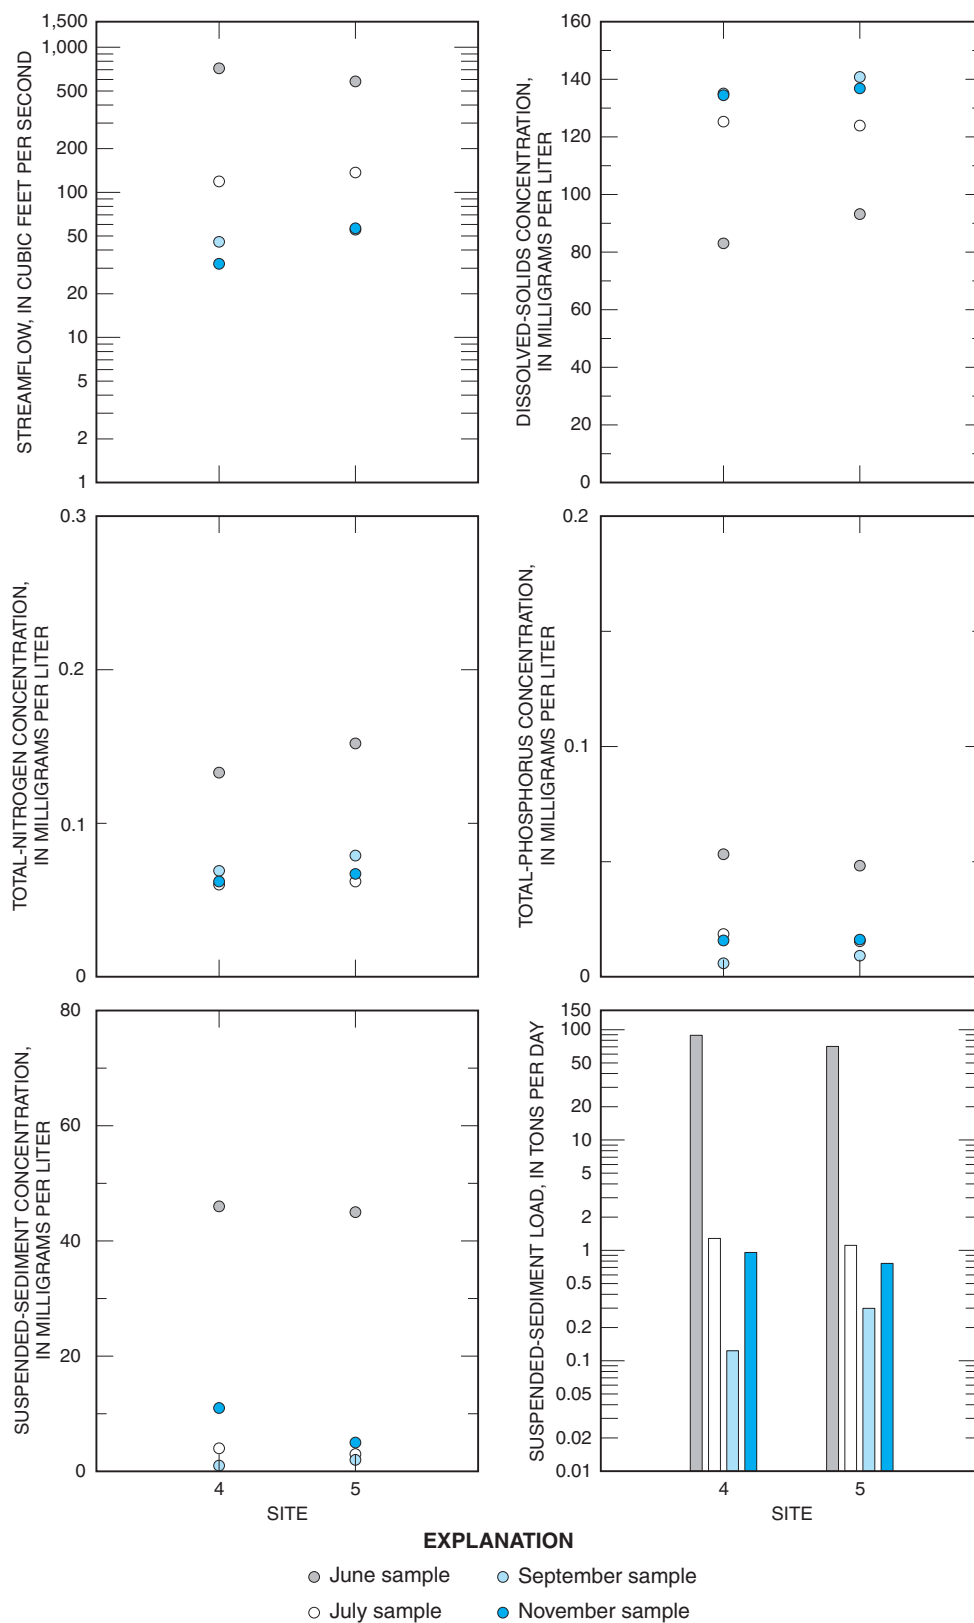 STREAMFLOW, IN CUBIC FEET PER SECOND
1,500
1,000
500
200
100
50
20
10
5
2
1
DISSOLVED-SOLIDS CONCENTRATION,
IN MILLIGRAMS PER LITER
160
140
120
100
80
60
40
20
0
TOTAL-NITROGEN CONCENTRATION,
IN MILLIGRAMS PER LITER
0.3
0.2
0.1
0
TOTAL-PHOSPHORUS CONCENTRATION,
IN MILLIGRAMS PER LITER
0.2
0.1
0
SUSPENDED-SEDIMENT CONCENTRATION,
IN MILLIGRAMS PER LITER
80
60
40
20
0
4 5
SITE
SUSPENDED-SEDIMENT LOAD, IN TONS PER DAY
150
100
50
20
10
5
2
1
0.5
0.2
0.1
0.05
0.02
0.01
4 5
SITE
EXPLANATION
June sample
September sample
July sample
November sample